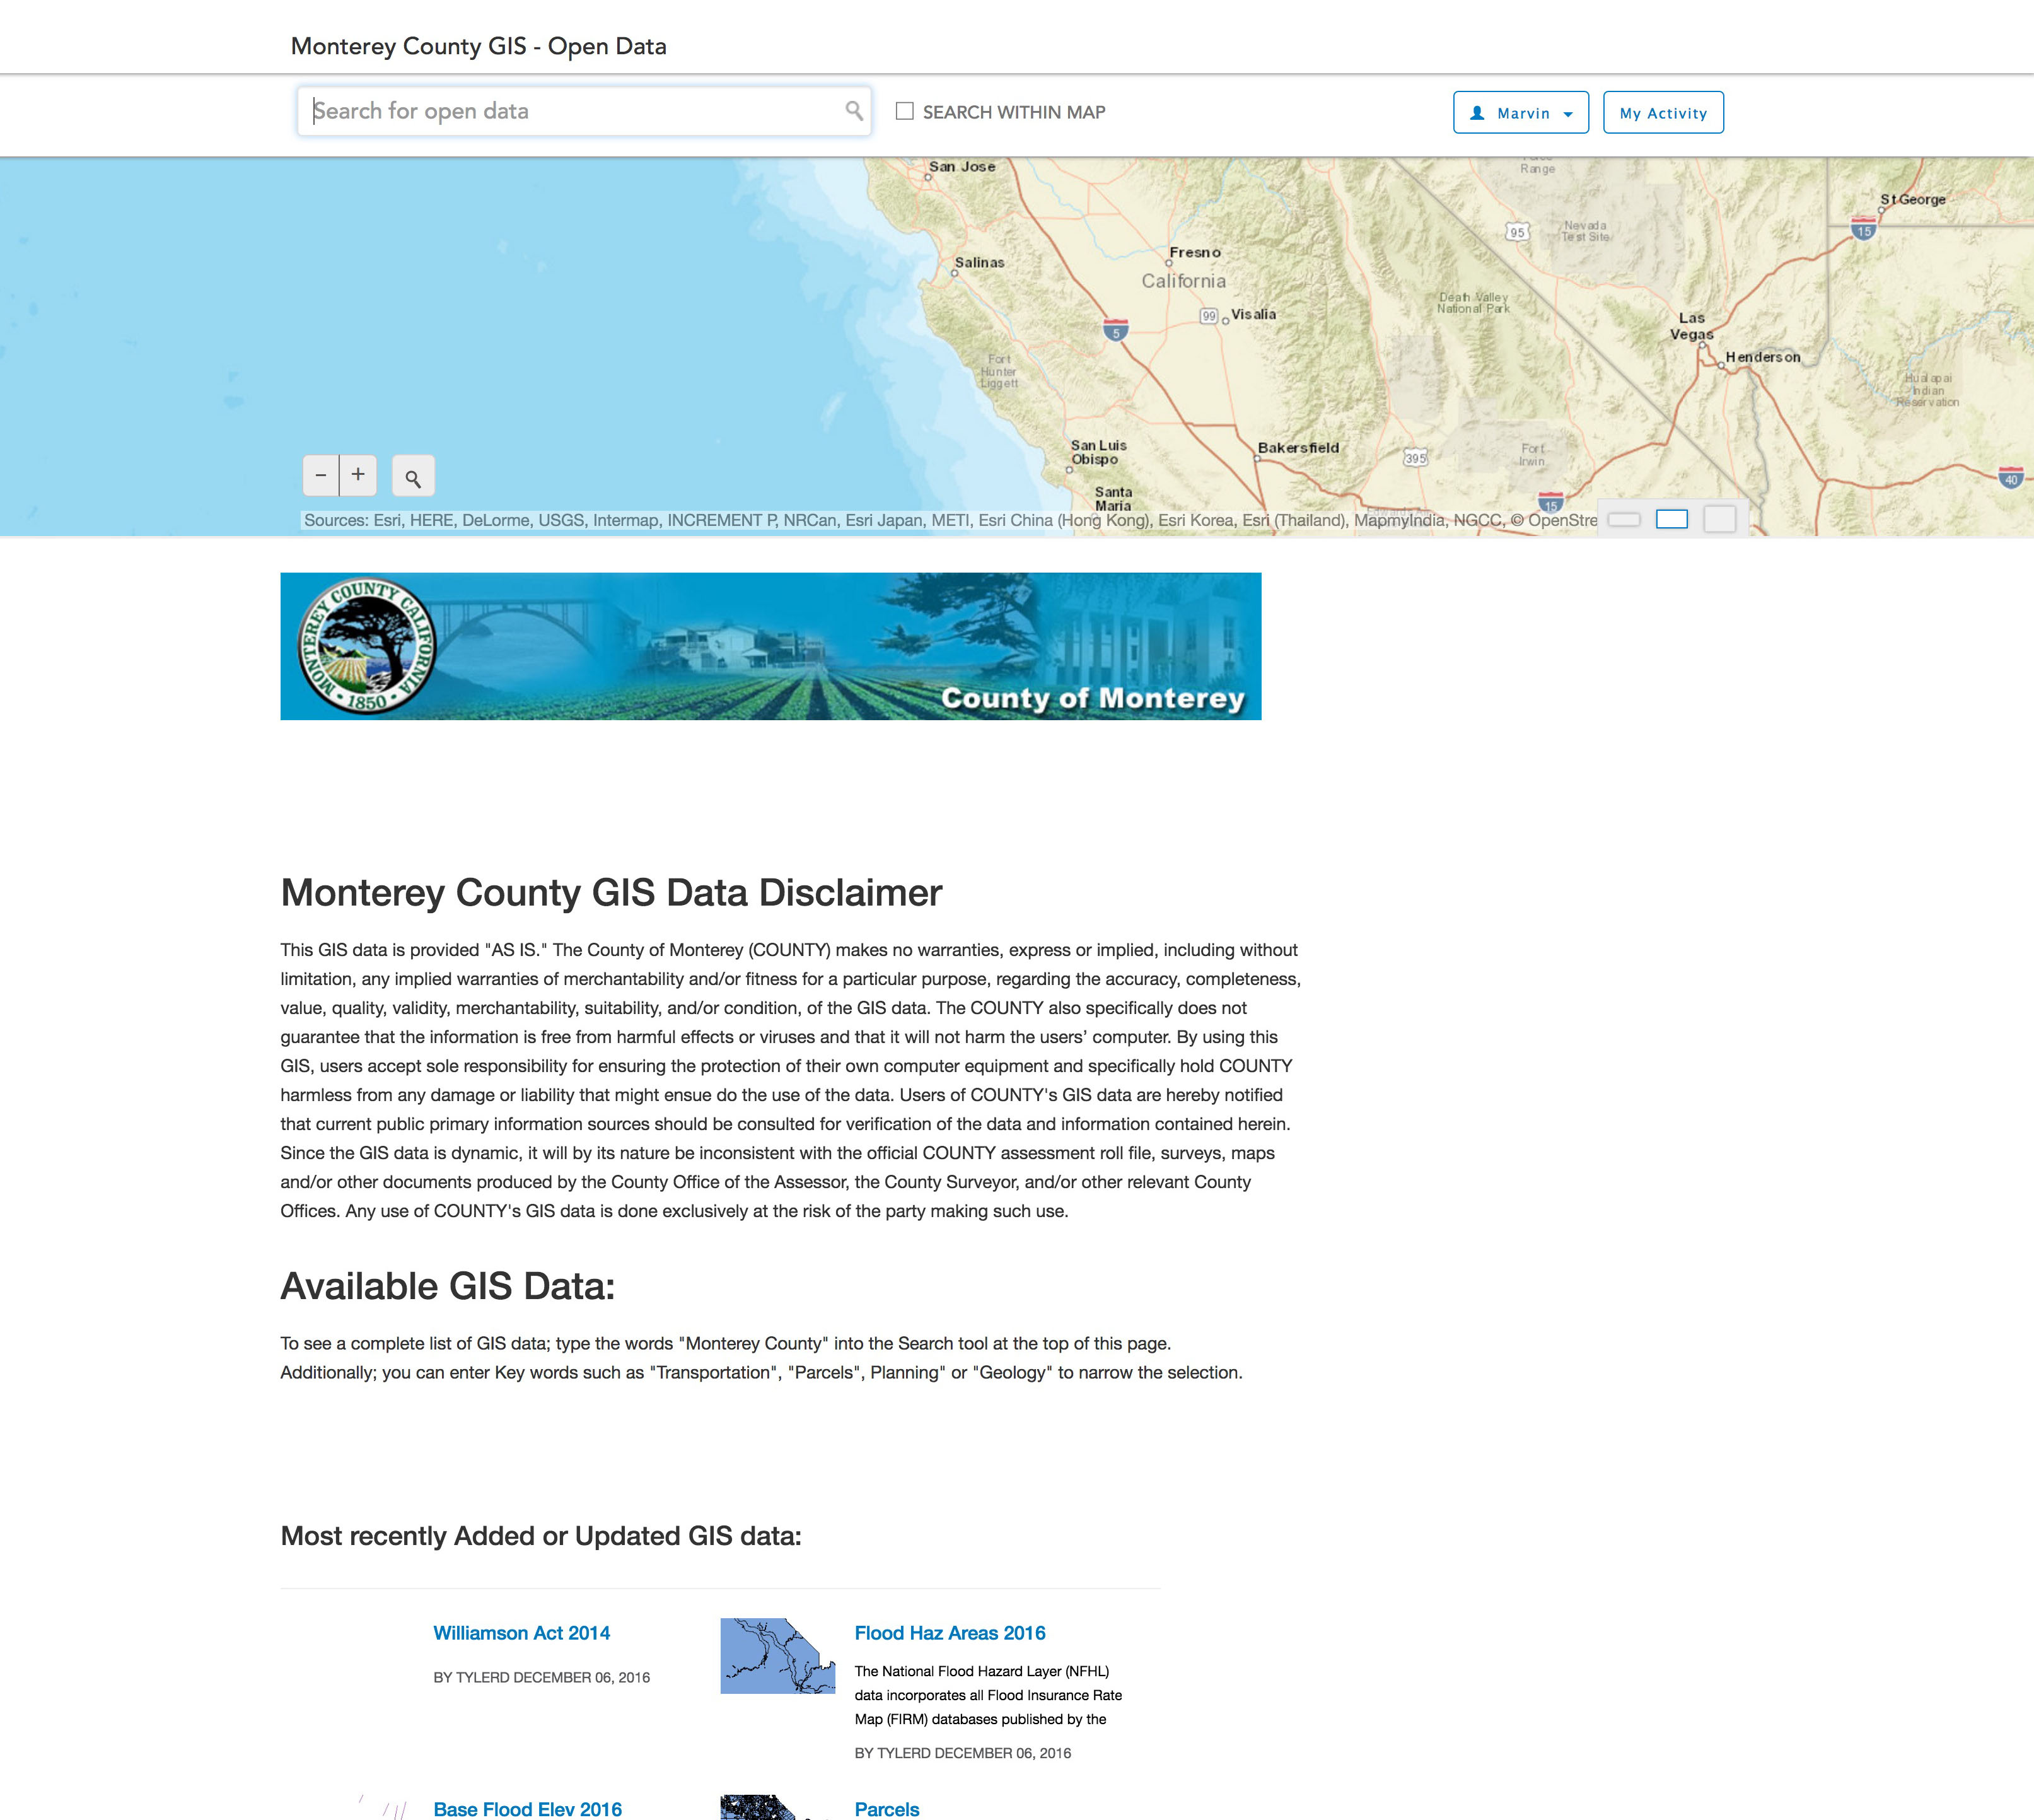 Monterey County GIS - Open Data
Search for open data
SEARCH WITHIN MAP
Marvin
My Activity
San Jose
Range
St George
15
95
Nevada
Test Site
Salinas
Fresno
California
Death Valley
National Park
99
Visalia
5
Las
Vegas
Henderson
Fort
Hunter
Liggett
Hualapai
Indian
Reservation
San Luis
Obispo
Bakersfield
395
Fort
Irwin
40
Santa
Maria
15
− +
Sources: Esri, HERE, DeLorme, USGS, Intermap, INCREMENT P, NRCan, Esri Japan, METI, Esri China (Hong Kong), Esri Korea, Esri (Thailand), MapmyIndia, NGCC, © OpenStre
MONTEREY COUNTY CALIFORNIA
1850
County of Monterey
Monterey County GIS Data Disclaimer
This GIS data is provided "AS IS." The County of Monterey (COUNTY) makes no warranties, express or implied, including without
limitation, any implied warranties of merchantability and/or fitness for a particular purpose, regarding the accuracy, completeness,
value, quality, validity, merchantability, suitability, and/or condition, of the GIS data. The COUNTY also specifically does not
guarantee that the information is free from harmful effects or viruses and that it will not harm the users’ computer. By using this
GIS, users accept sole responsibility for ensuring the protection of their own computer equipment and specifically hold COUNTY
harmless from any damage or liability that might ensue do the use of the data. Users of COUNTY's GIS data are hereby notified
that current public primary information sources should be consulted for verification of the data and information contained herein.
Since the GIS data is dynamic, it will by its nature be inconsistent with the official COUNTY assessment roll file, surveys, maps
and/or other documents produced by the County Office of the Assessor, the County Surveyor, and/or other relevant County
Offices. Any use of COUNTY's GIS data is done exclusively at the risk of the party making such use.
Available GIS Data:
To see a complete list of GIS data; type the words "Monterey County" into the Search tool at the top of this page.
Additionally; you can enter Key words such as "Transportation", "Parcels", Planning" or "Geology" to narrow the selection.
Most recently Added or Updated GIS data:
Williamson Act 2014
BY TYLERD DECEMBER 06, 2016
Flood Haz Areas 2016
The National Flood Hazard Layer (NFHL)
data incorporates all Flood Insurance Rate
Map (FIRM) databases published by the
BY TYLERD DECEMBER 06, 2016
Base Flood Elev 2016
Parcels